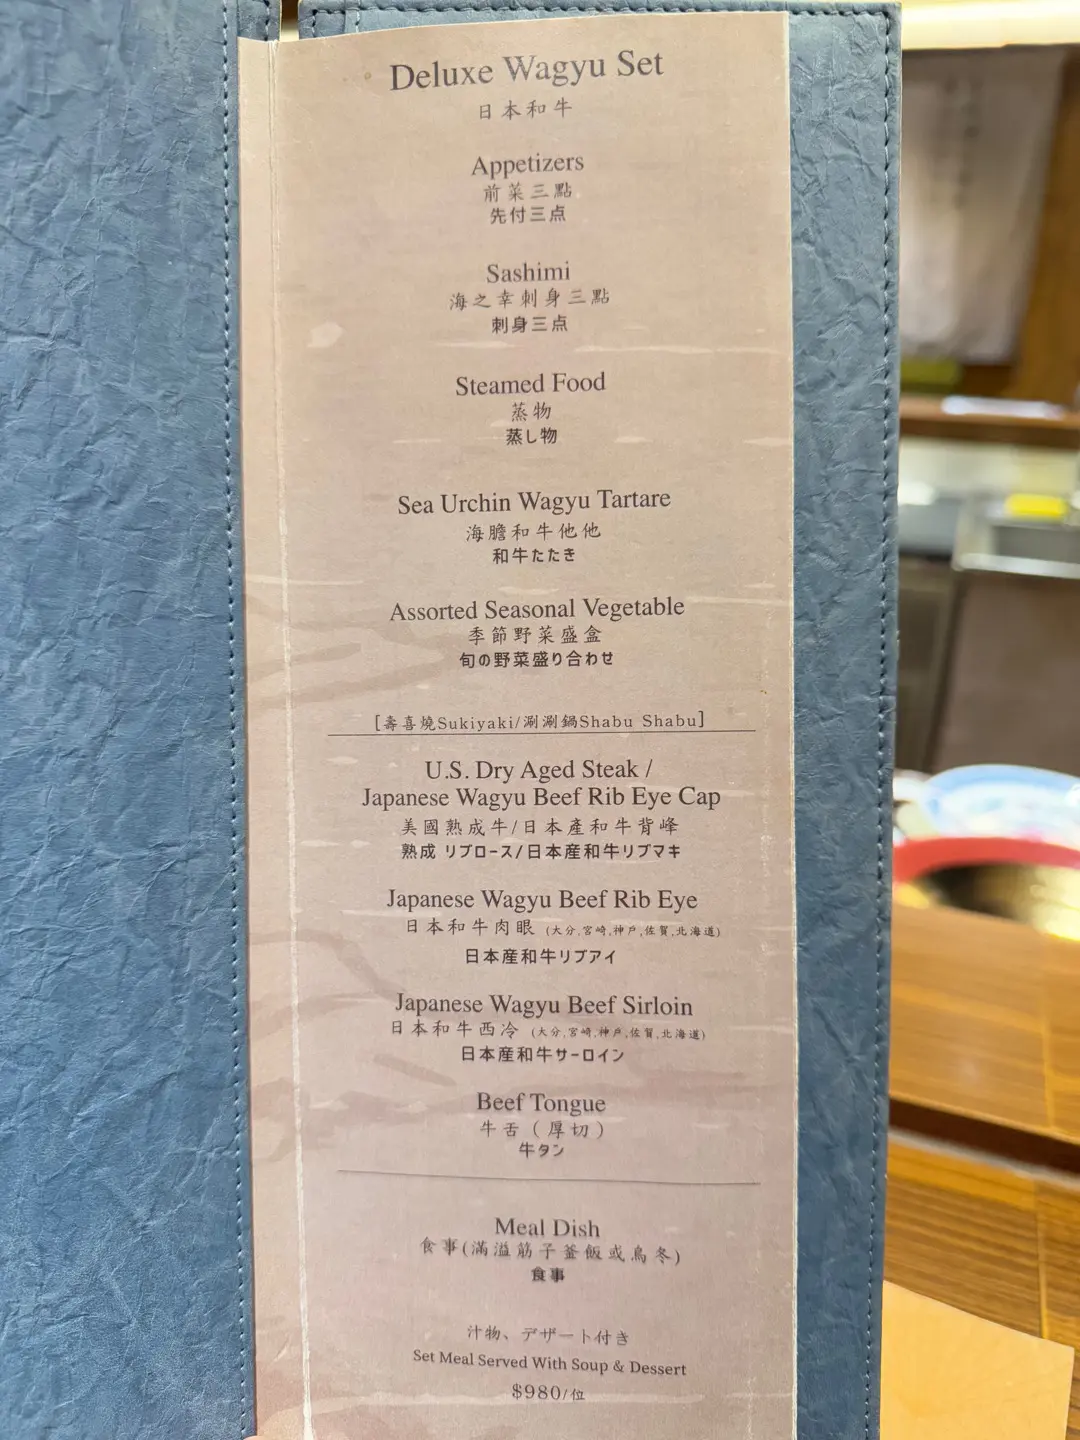 Deluxe Wagyu Set
日本和牛
Appetizers
前菜三點
先付三点
Sashimi
海之幸刺身三點
刺身三点
Steamed Food
蒸物
蒸し物
Sea Urchin Wagyu Tartare
海膽和牛他他
和牛たたき
Assorted Seasonal Vegetable
季節野菜盛盒
旬の野菜盛り合わせ
[壽喜燒Sukiyaki/涮涮鍋Shabu Shabu]
U.S. Dry Aged Steak /
Japanese Wagyu Beef Rib Eye Cap
美國熟成牛/日本產和牛背峰
熟成 リブロース/日本産和牛リブマキ
Japanese Wagyu Beef Rib Eye
日本和牛肉眼 (大分,宮崎,神戶,佐賀,北海道)
日本産和牛リブアイ
Japanese Wagyu Beef Sirloin
日本和牛西冷 (大分,宮崎,神戶,佐賀,北海道)
日本産和牛サーロイン
Beef Tongue
牛舌（厚切）
牛タン
Meal Dish
食事(滿溢筋子釜飯或烏冬)
食事
汁物、デザート付き
Set Meal Served With Soup & Dessert
$980/位